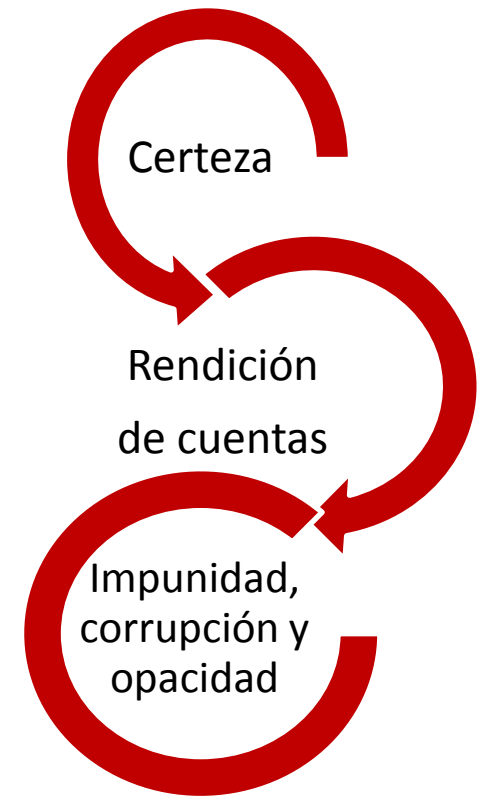 Certeza
Rendición
de cuentas
Impunidad,
corrupción y
opacidad